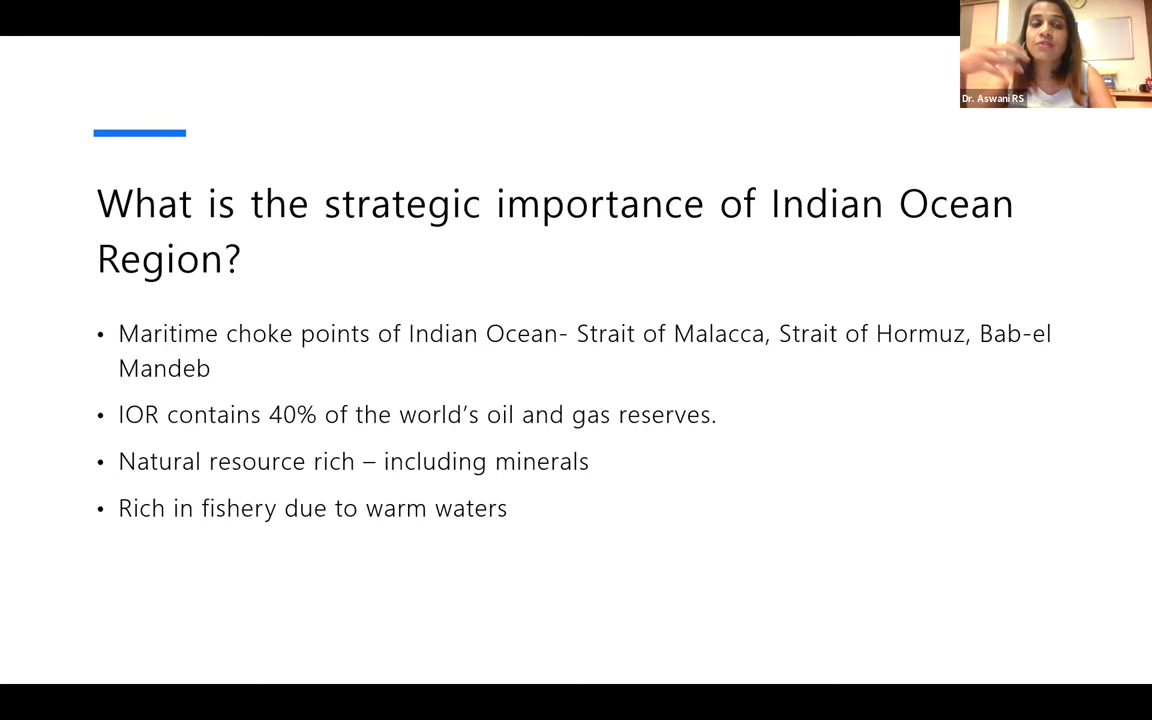 Dr. Aswani RS
What is the strategic importance of Indian Ocean
Region?
• Maritime choke points of Indian Ocean- Strait of Malacca, Strait of Hormuz, Bab-el
Mandeb
• IOR contains 40% of the world’s oil and gas reserves.
• Natural resource rich – including minerals
• Rich in fishery due to warm waters